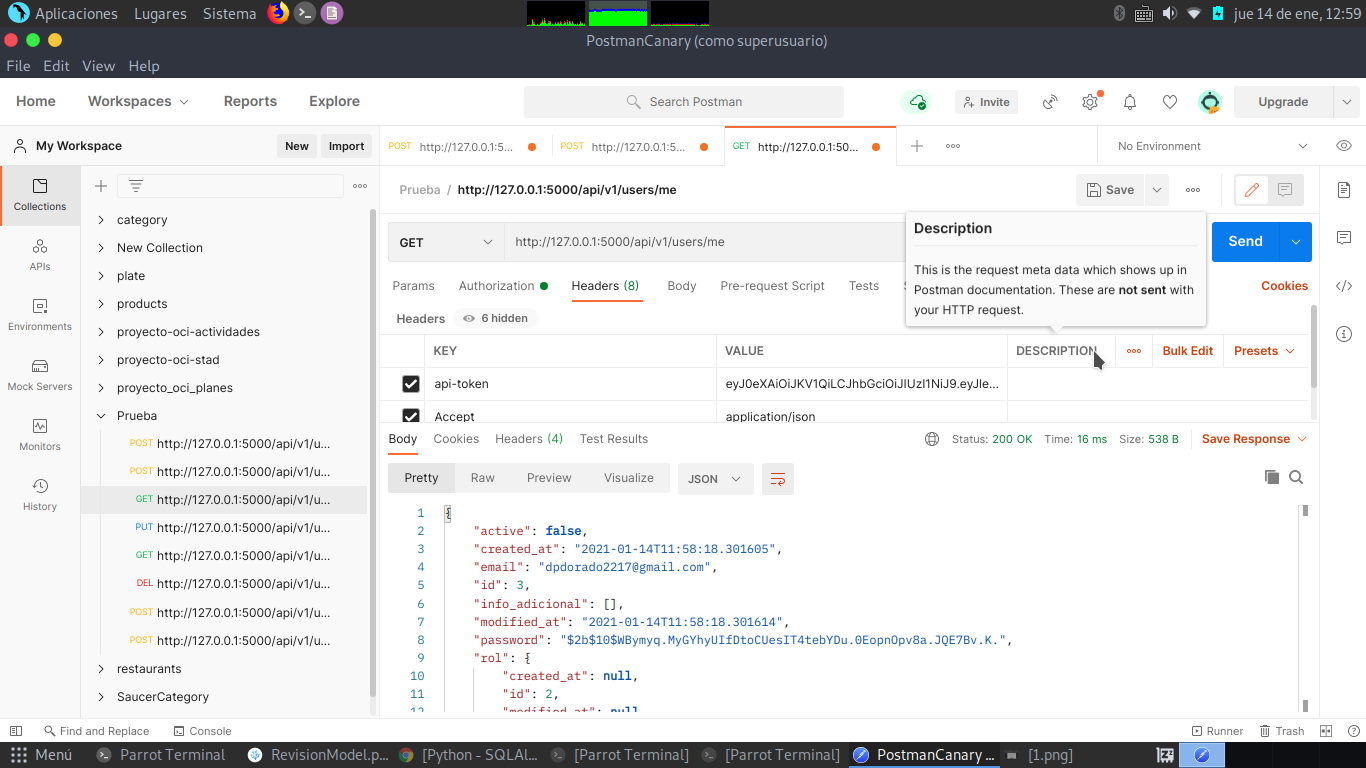 Aplicaciones Lugares Sistema jue 14 de ene, 12:59
PostmanCanary (como superusuario)
File Edit View Help
Home Workspaces Reports Explore Search Postman Invite Upgrade
My Workspace New Import POST http://127.0.0.1:5... POST http://127.0.0.1:5... GET http://127.0.0.1:50... No Environment
Prueba / http://127.0.0.1:5000/api/v1/users/me Save
Collections
APIs
Environments
Mock Servers
Monitors
History
category
New Collection
plate
products
proyecto-oci-actividades
proyecto-oci-stad
proyecto_oci_planes
Prueba
POST http://127.0.0.1:5000/api/v1/u...
POST http://127.0.0.1:5000/api/v1/u...
GET http://127.0.0.1:5000/api/v1/u...
PUT http://127.0.0.1:5000/api/v1/u...
GET http://127.0.0.1:5000/api/v1/u...
DEL http://127.0.0.1:5000/api/v1/u...
POST http://127.0.0.1:5000/api/v1/u...
POST http://127.0.0.1:5000/api/v1/u...
restaurants
SaucerCategory
GET http://127.0.0.1:5000/api/v1/users/me Send
Description
This is the request meta data which shows up in
Postman documentation. These are not sent with
your HTTP request.
Params Authorization Headers (8) Body Pre-request Script Tests Cookies
Headers 6 hidden
KEY VALUE DESCRIPTION Bulk Edit Presets
api-token eyJ0eXAiOiJKV1QiLCJhbGciOiJIUzI1NiJ9.eyJle...
Accept application/json
Body Cookies Headers (4) Test Results Status: 200 OK Time: 16 ms Size: 538 B Save Response
Pretty Raw Preview Visualize JSON
1 {
2 "active": false,
3 "created_at": "2021-01-14T11:58:18.301605",
4 "email": "dpdorado2217@gmail.com",
5 "id": 3,
6 "info_adicional": [],
7 "modified_at": "2021-01-14T11:58:18.301614",
8 "password": "$2b$10$WBymyq.MyGYhyUIfDtoCUesIT4tebYDu.0EopnOpv8a.JQE7Bv.K.",
9 "rol": {
10 "created_at": null,
11 "id": 2,
12 "modified_at": null
Find and Replace Console Runner Trash
Menú Parrot Terminal RevisionModel.p... [Python - SQLAl... [Parrot Terminal] [Parrot Terminal] PostmanCanary ... [1.png]